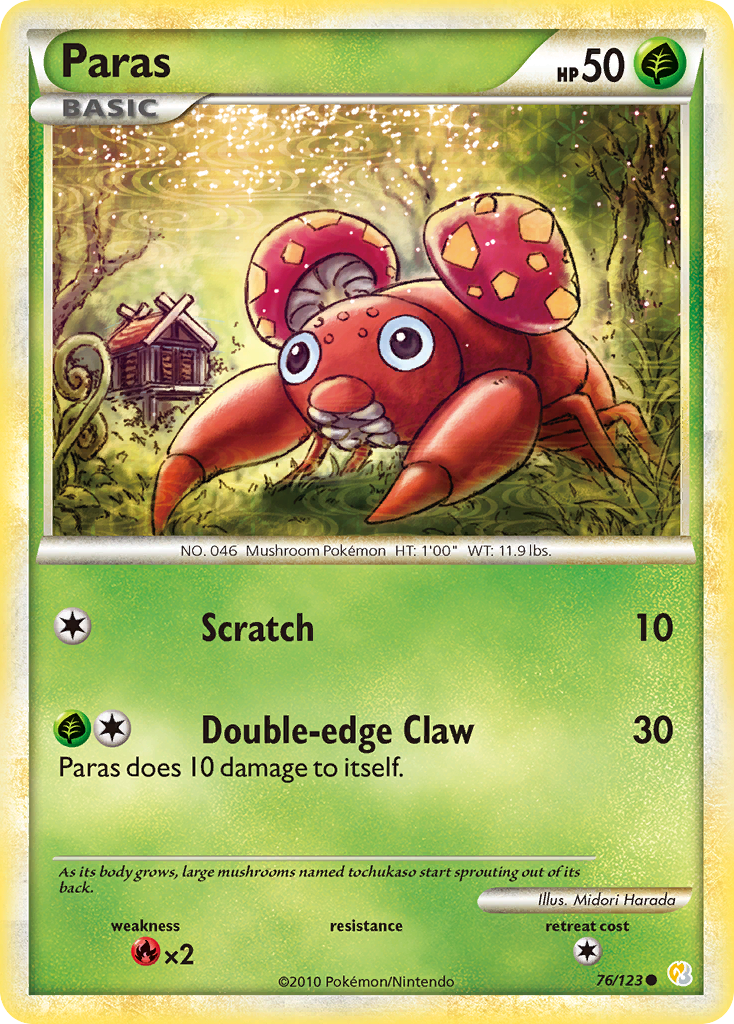 Paras
HP 50
BASIC
NO. 046 Mushroom Pokémon HT: 1'00" WT: 11.9 lbs.
Scratch 10
Double-edge Claw 30
Paras does 10 damage to itself.
As its body grows, large mushrooms named tochukaso start sprouting out of its
back.
Illus. Midori Harada
weakness resistance retreat cost
×2
©2010 Pokémon/Nintendo
76/123